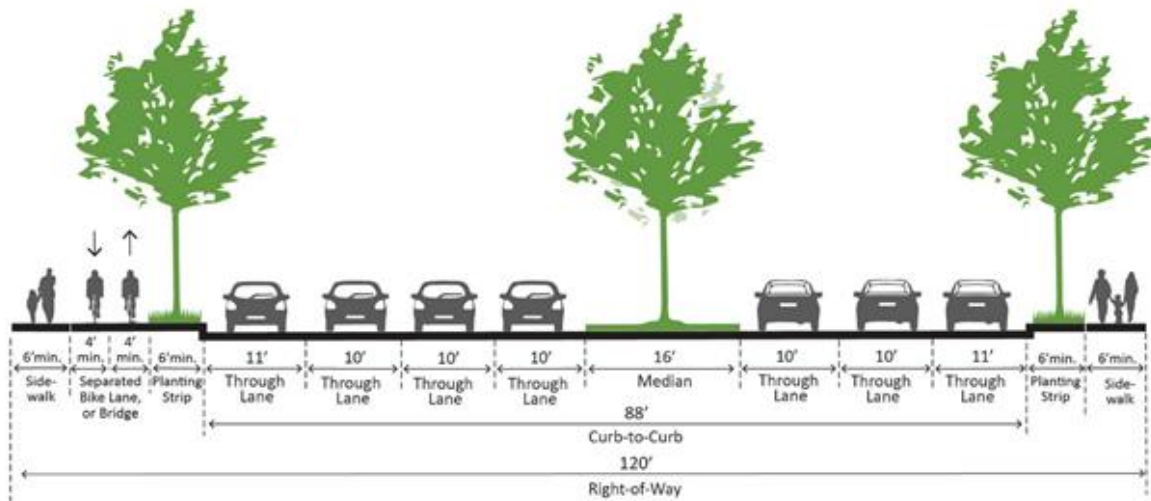 4' 4'
6'min. min. min. 6'min. 11' 10' 10' 10' 16' 10' 10' 11' 6'min. 6'min.
Side- Separated Planting Through Through Through Through Median Through Through Through Planting Side-
walk Bike Lane, Strip Lane Lane Lane Lane Lane Lane Lane Strip walk
or Bridge
88'
Curb-to-Curb
120'
Right-of-Way